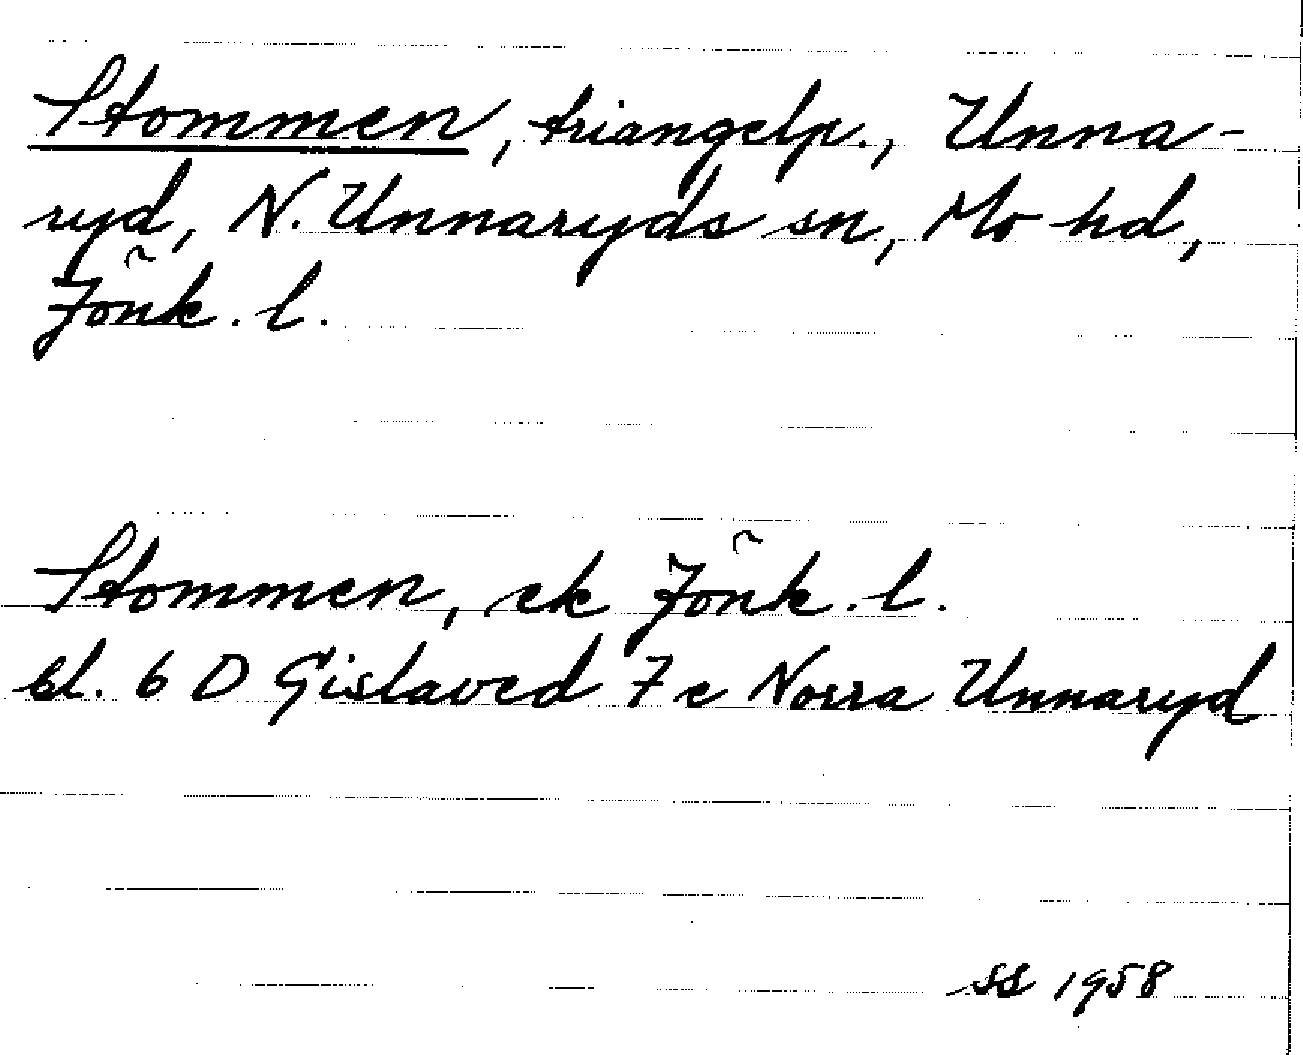 Stommen, triangelp., Unna-
ryd, N. Unnaryds sn, Mo hd,
Jönk. l.
Stommen, ek Jönk. l.
bl. 6 D Gislaved 7 e Norra Unnaryd
SS 1958